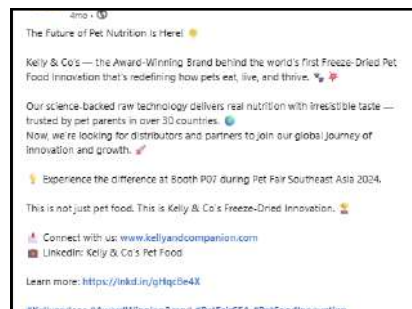 4mo •
The Future of Pet Nutrition Is Here! 🌟
Kelly & Co's — the Award-Winning Brand behind the world's first Freeze-Dried Pet
Food Innovation that's redefining how pets eat, live, and thrive. 🐾
Our science-backed raw technology delivers real nutrition with irresistible taste —
trusted by pet parents in over 30 countries. 🌍
Now, we're looking for distributors and partners to join our global journey of
innovation and growth. 🚀
💡 Experience the difference at Booth P07 during Pet Fair Southeast Asia 2024.
This is not just pet food. This is Kelly & Co's Freeze-Dried Innovation. 🏆
📩 Connect with us: www.kellyandcompanion.com
💼 LinkedIn: Kelly & Co's Pet Food
Learn more: